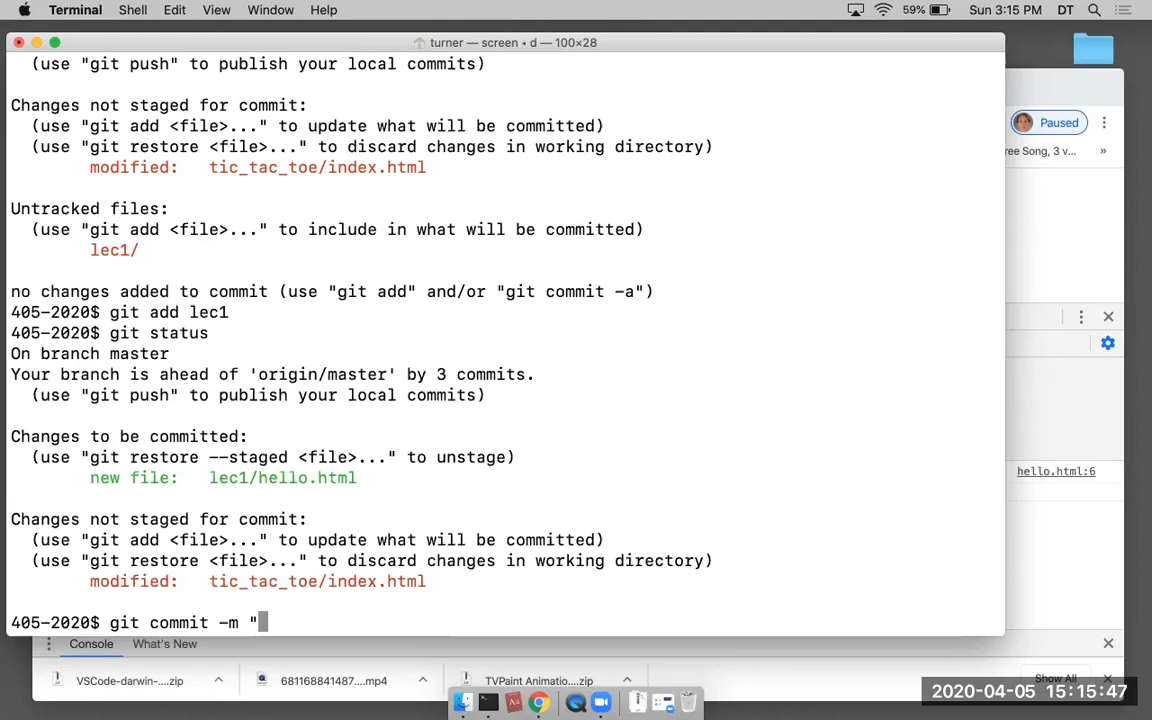 Terminal Shell Edit View Window Help 59% Sun 3:15 PM DT
turner — screen • d — 100×28
(use "git push" to publish your local commits)
Changes not staged for commit:
(use "git add <file>..." to update what will be committed)
(use "git restore <file>..." to discard changes in working directory)
modified: tic_tac_toe/index.html
Untracked files:
(use "git add <file>..." to include in what will be committed)
lec1/
no changes added to commit (use "git add" and/or "git commit -a")
405-2020$ git add lec1
405-2020$ git status
On branch master
Your branch is ahead of 'origin/master' by 3 commits.
(use "git push" to publish your local commits)
Changes to be committed:
(use "git restore --staged <file>..." to unstage)
new file: lec1/hello.html
Changes not staged for commit:
(use "git add <file>..." to update what will be committed)
(use "git restore <file>..." to discard changes in working directory)
modified: tic_tac_toe/index.html
405-2020$ git commit -m "
Paused
ree Song, 3 v... »
hello.html:6
Console What's New
VSCode-darwin-....zip 681168841487....mp4 TVPaint Animatio....zip Show All
2020-04-05 15:15:47